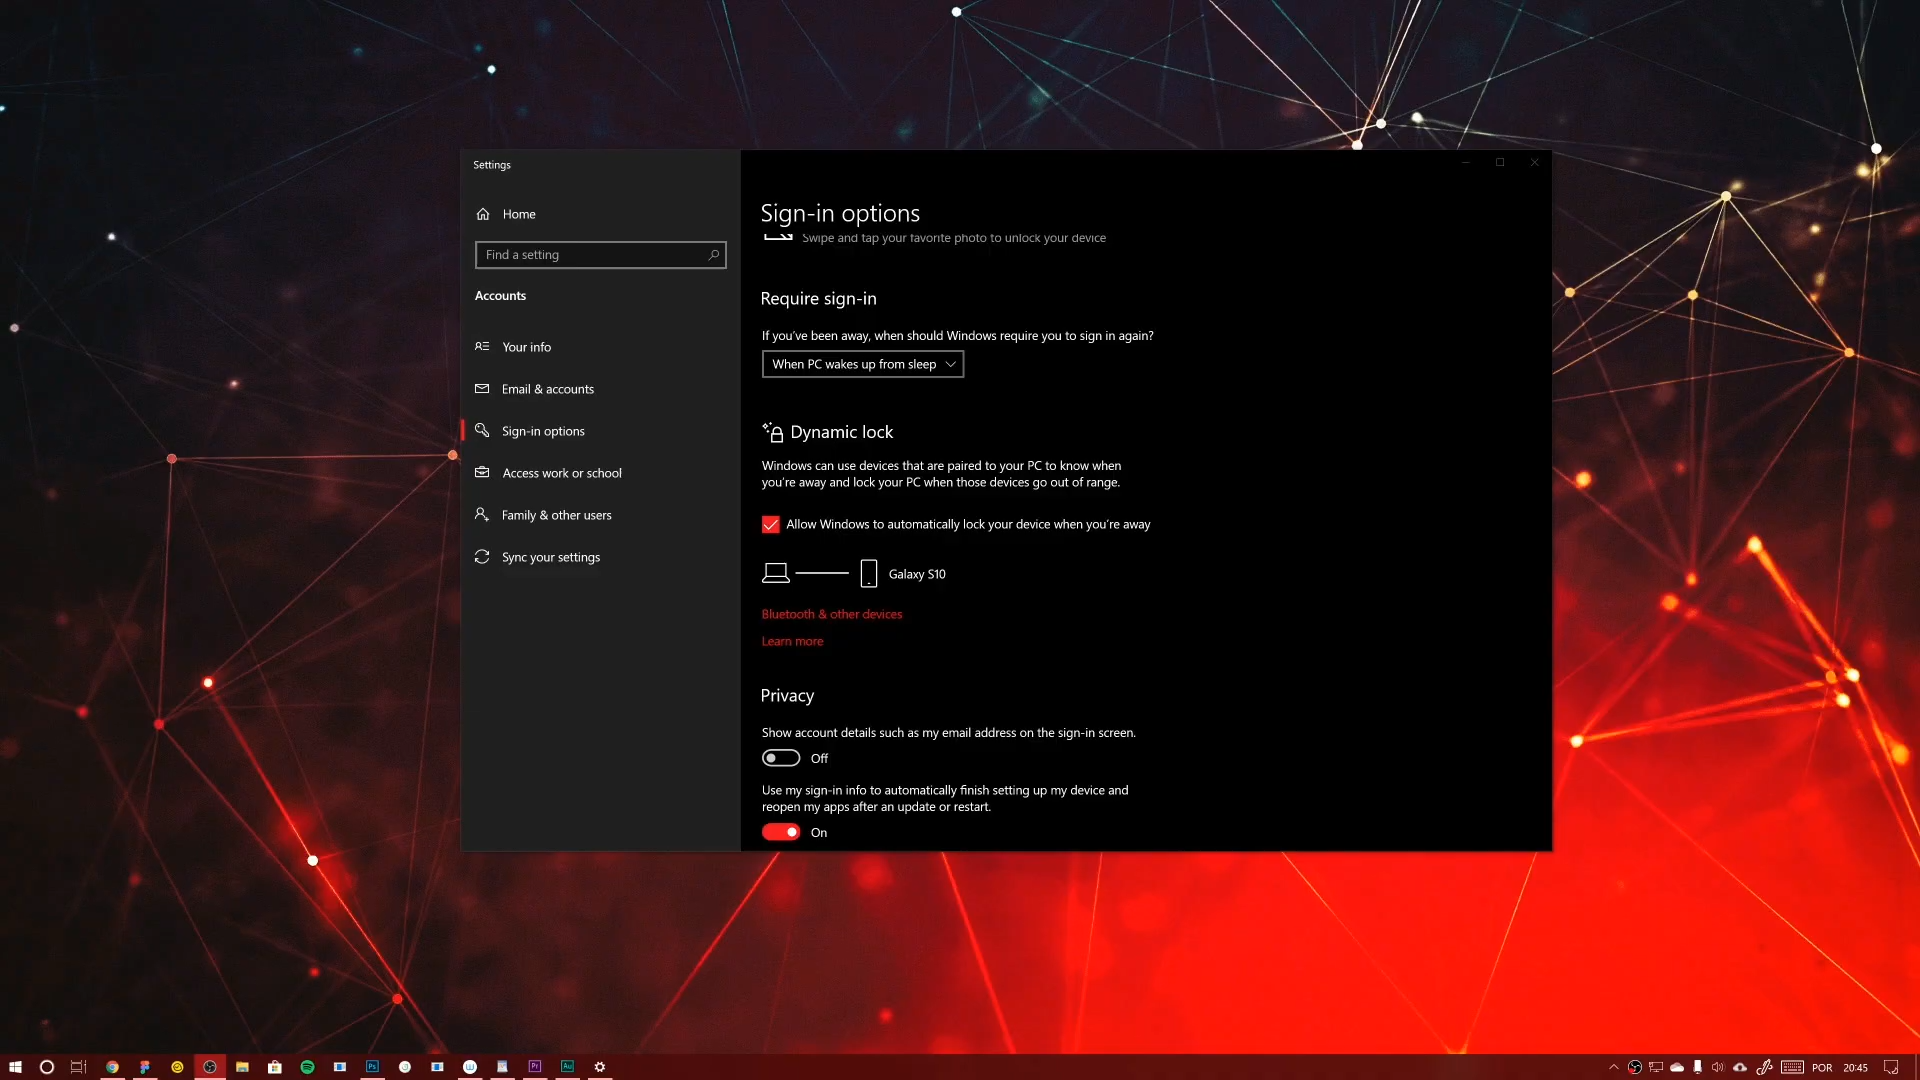 Settings
Home
Find a setting
Accounts
Your info
Email & accounts
Sign-in options
Access work or school
Family & other users
Sync your settings
Sign-in options
Swipe and tap your favorite photo to unlock your device
Require sign-in
If you've been away, when should Windows require you to sign in again?
When PC wakes up from sleep
Dynamic lock
Windows can use devices that are paired to your PC to know when
you're away and lock your PC when those devices go out of range.
Allow Windows to automatically lock your device when you're away
Galaxy S10
Bluetooth & other devices
Learn more
Privacy
Show account details such as my email address on the sign-in screen.
Off
Use my sign-in info to automatically finish setting up my device and
reopen my apps after an update or restart.
On
Ps
Pr
Au
POR
20:45